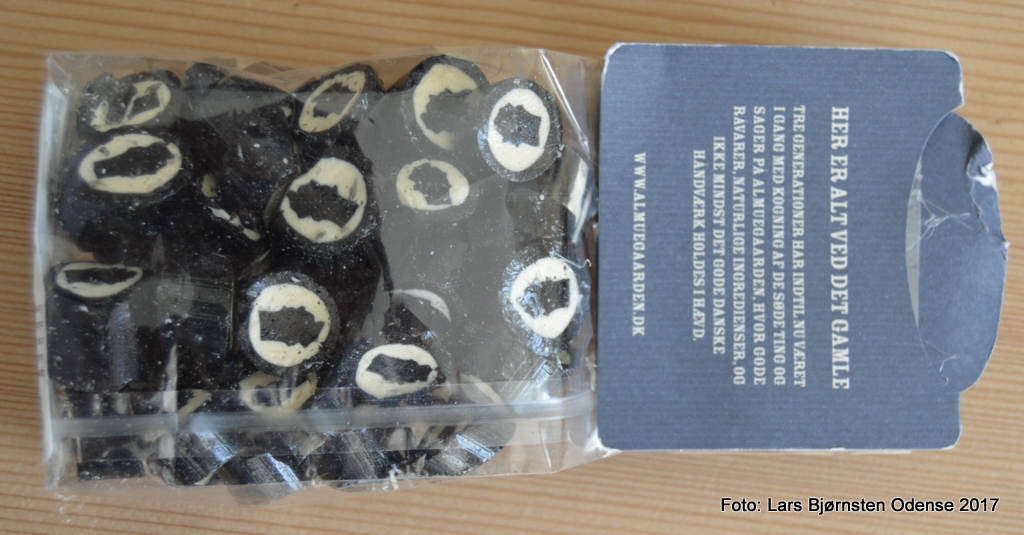 HER ER ALT VED DET GAMLE
TRE GENERATIONER HAR INDTIL NU VÆRET
I GANG MED KOGNING AF DE SØDE TING OG
SAGER PÅ ALMUEGAARDEN, HVOR GODE
RÅVARER, NATURLIGE INGREDIENSER, OG
IKKE MINDST DET GODE DANSKE
HÅNDVÆRK HOLDES I HÆVD.
WWW.ALMUEGAARDEN.DK
Foto: Lars Bjørnsten Odense 2017